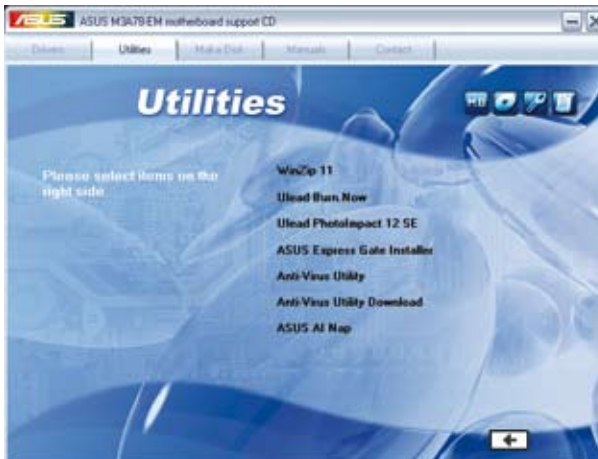 ASUS ASUS M3A78-EM motherboard support CD
Drivers Utilities Make Disk Manuals Contact
Utilities
Please select items on the
right side
WinZip 11
Ulead Burn.Now
Ulead PhotoImpact 12 SE
ASUS Express Gate Installer
Anti-Virus Utility
Anti-Virus Utility Download
ASUS AI Nap